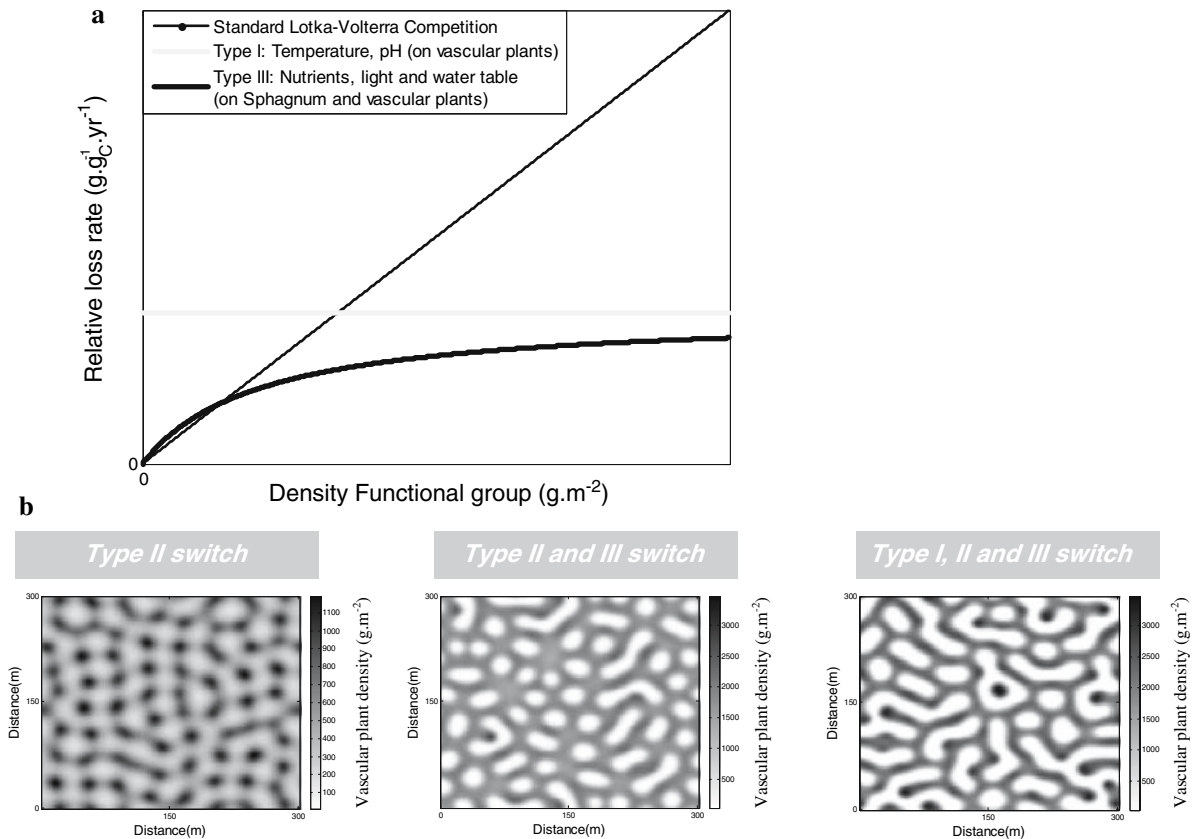 a
Standard Lotka-Volterra Competition
Type I: Temperature, pH (on vascular plants)
Type III: Nutrients, light and water table
(on Sphagnum and vascular plants)
Relative loss rate (g.g_C^-1.yr^-1)
0
0
Density Functional group (g.m^-2)
b
Type II switch
300
150
0
Distance(m)
150
300
Distance(m)
1100
1000
900
800
700
600
500
400
300
200
100
Vascular plant density (g.m^-2)
Type II and III switch
300
150
0
Distance(m)
150
300
Distance(m)
3000
2500
2000
1500
1000
500
Vascular plant density (g.m^-2)
Type I, II and III switch
300
150
0
Distance(m)
150
300
Distance(m)
3000
2500
2000
1500
1000
500
Vascular plant density (g.m^-2)